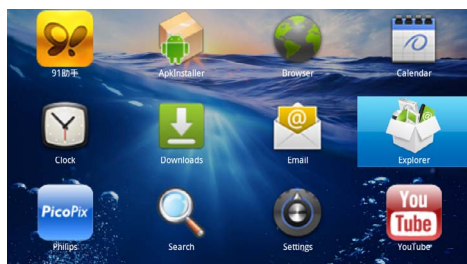 91助手
ApkInstaller
Browser
Calendar
Clock
Downloads
Email
Explorer
PicoPix
Philips
Search
Settings
You
Tube
YouTube